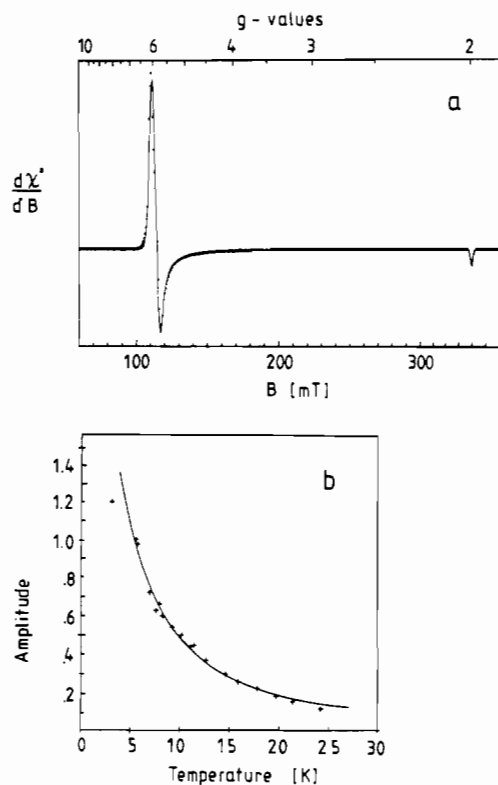 g - values
10 6 4 3 2
a
dχ"
dB
100 200 300
B [mT]
b
1.4
1.2
1.0
.8
.6
.4
.2
Amplitude
0 5 10 15 20 25 30
Temperature [K]